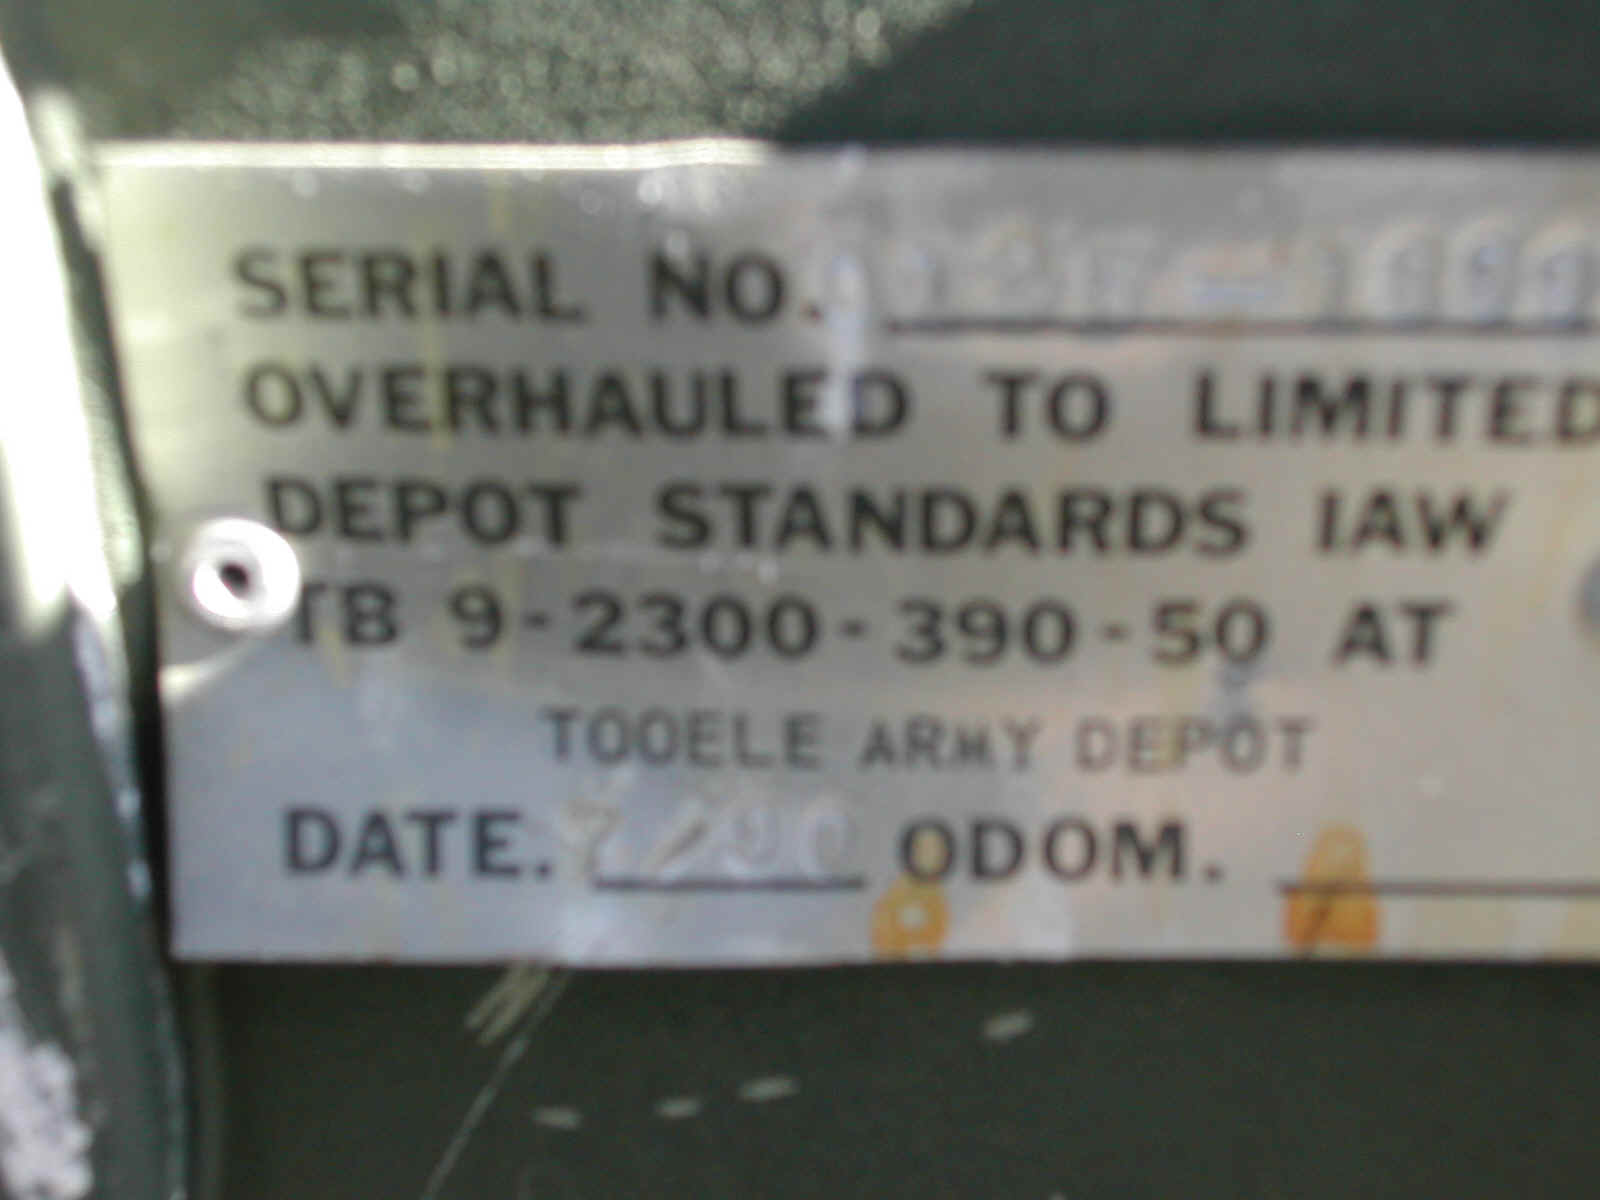 SERIAL NO.
OVERHAULED TO LIMITED
DEPOT STANDARDS IAW
TB 9-2300-390-50 AT
TOOELE ARMY DEPOT
DATE. ODOM.